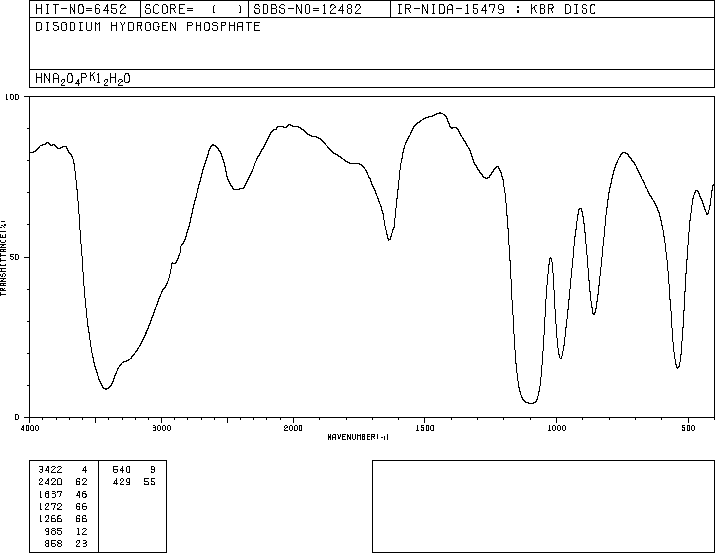 HIT-NO=6452 SCORE= ( ) SDBS-NO=12482 IR-NIDA-15479 : KBR DISC
DISODIUM HYDROGEN PHOSPHATE
HNA2O4P*12H2O
100
TRANSMITTANCE(%)
50
0
4000 3000 2000 1500 1000 500
WAVENUMBER(-1)
3422 4 540 9
2420 62 429 55
1637 46
1272 66
1266 66
985 12
858 23